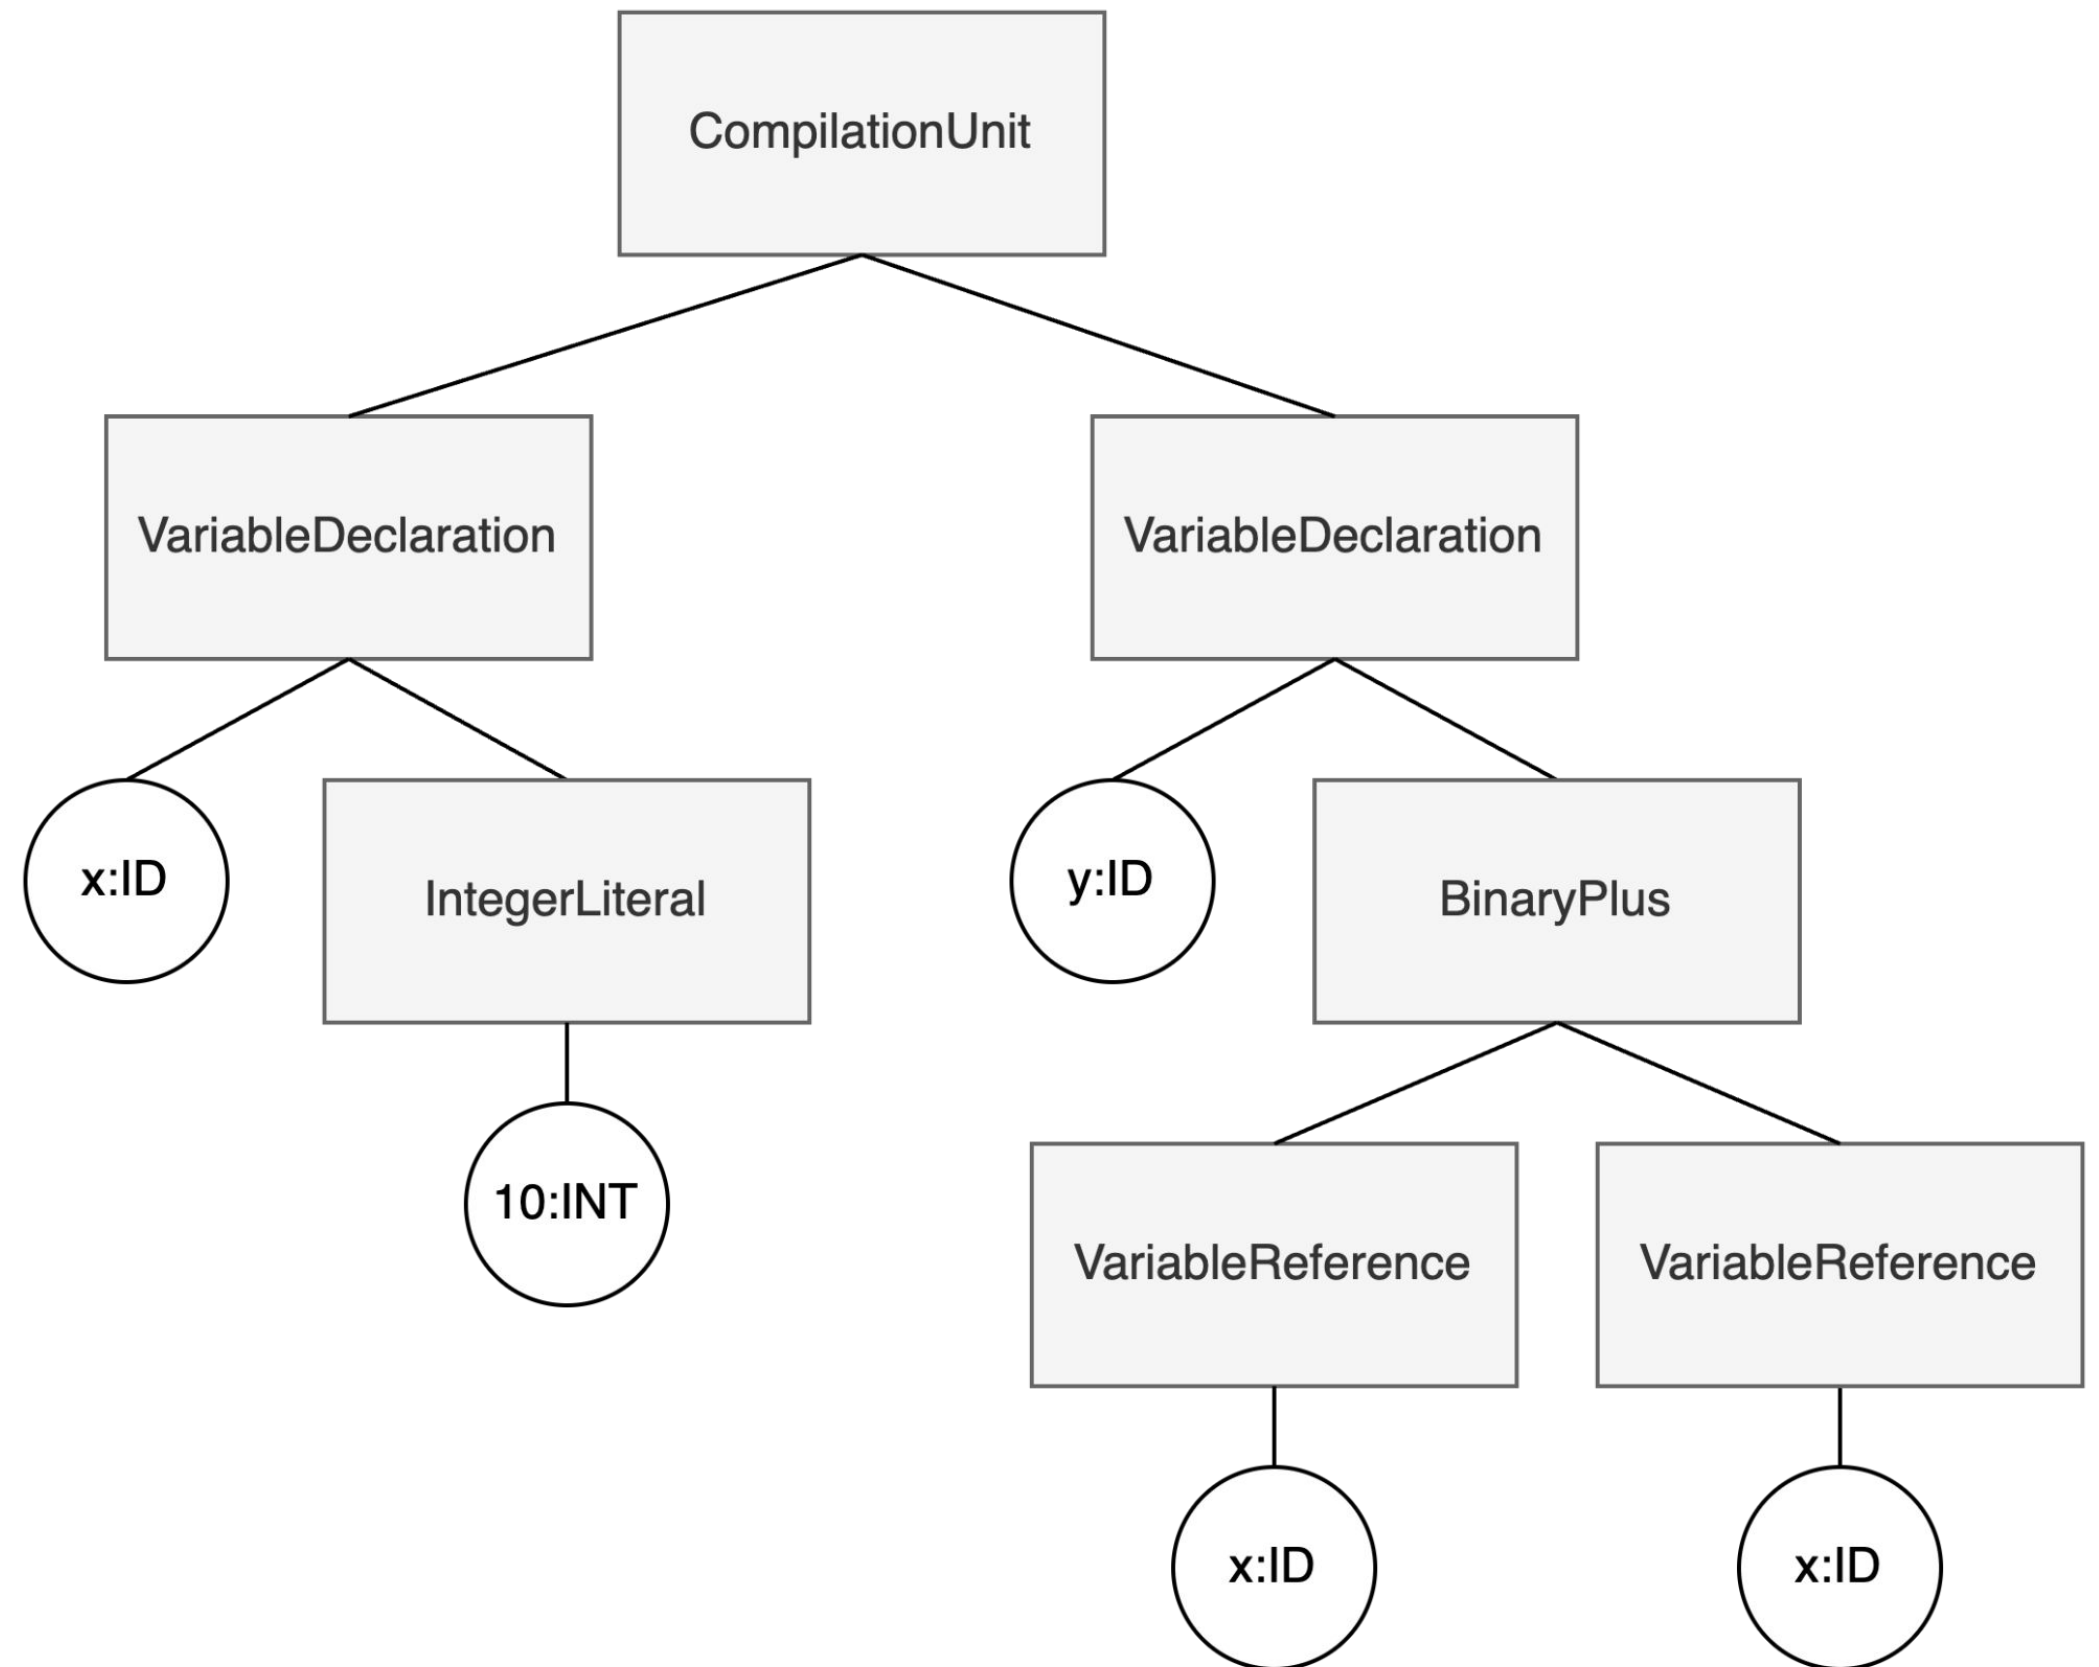 CompilationUnit
VariableDeclaration
VariableDeclaration
x:ID
IntegerLiteral
y:ID
BinaryPlus
10:INT
VariableReference
VariableReference
x:ID
x:ID